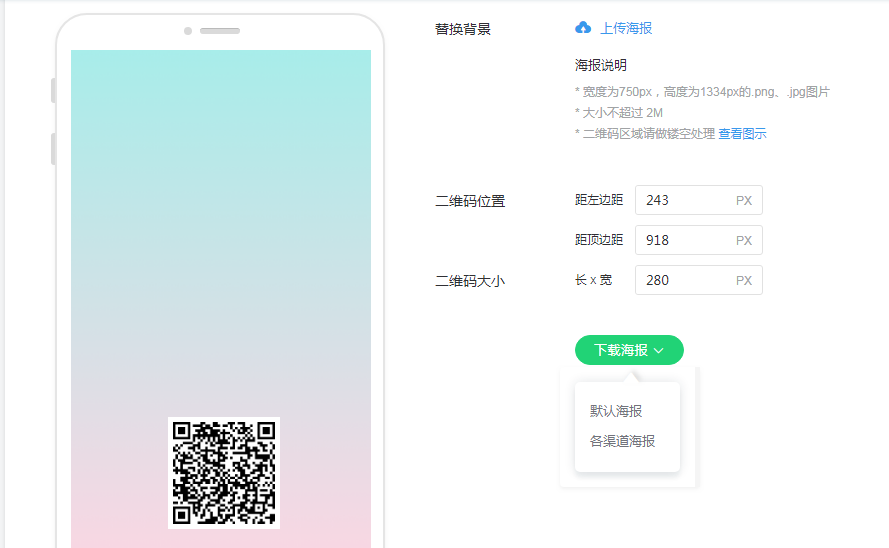 替换背景
上传海报
海报说明
* 宽度为750px，高度为1334px的.png、.jpg图片
* 大小不超过 2M
* 二维码区域请做镂空处理 查看图示
二维码位置
距左边距 243 PX
距顶边距 918 PX
二维码大小
长 x 宽 280 PX
下载海报
默认海报
各渠道海报